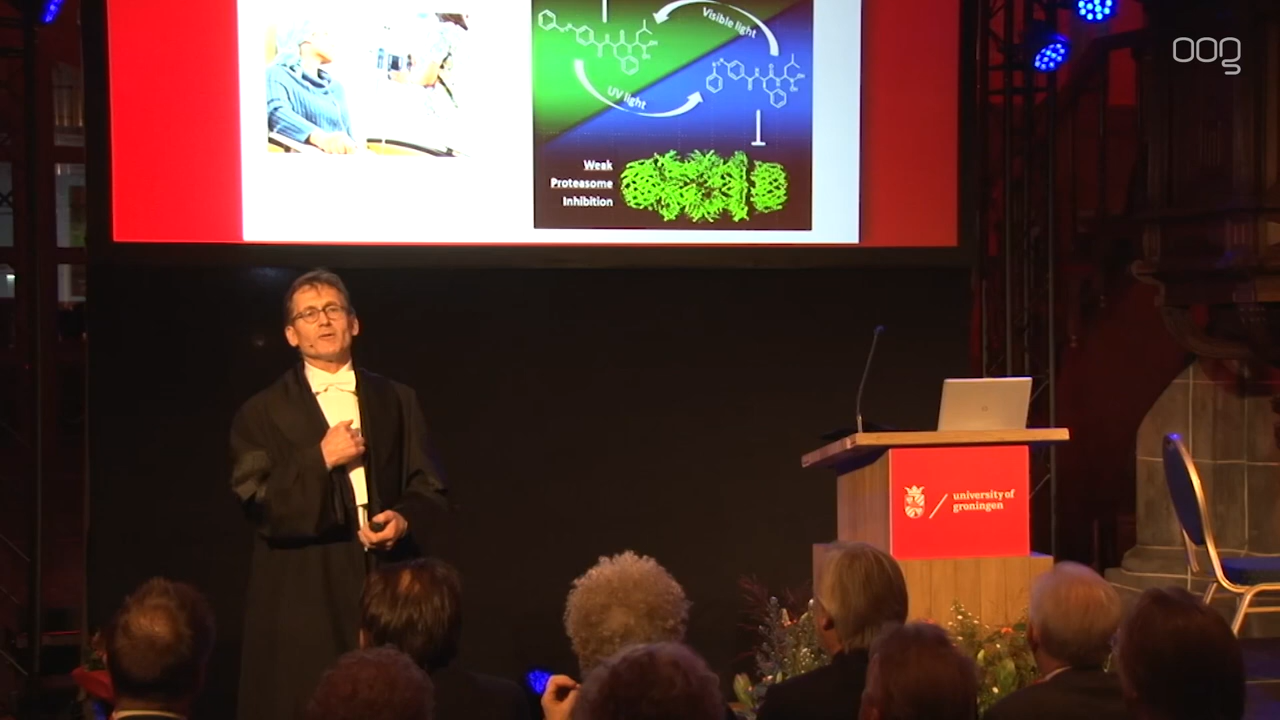 Visible light
oog
UV light
Weak
Proteasome
Inhibition
university of
groningen